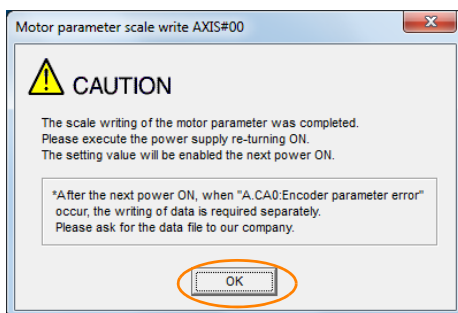 Motor parameter scale write AXIS#00
CAUTION
The scale writing of the motor parameter was completed.
Please execute the power supply re-turning ON.
The setting value will be enabled the next power ON.
*After the next power ON, when "A.CA0:Encoder parameter error"
occur, the writing of data is required separately.
Please ask for the data file to our company.
OK